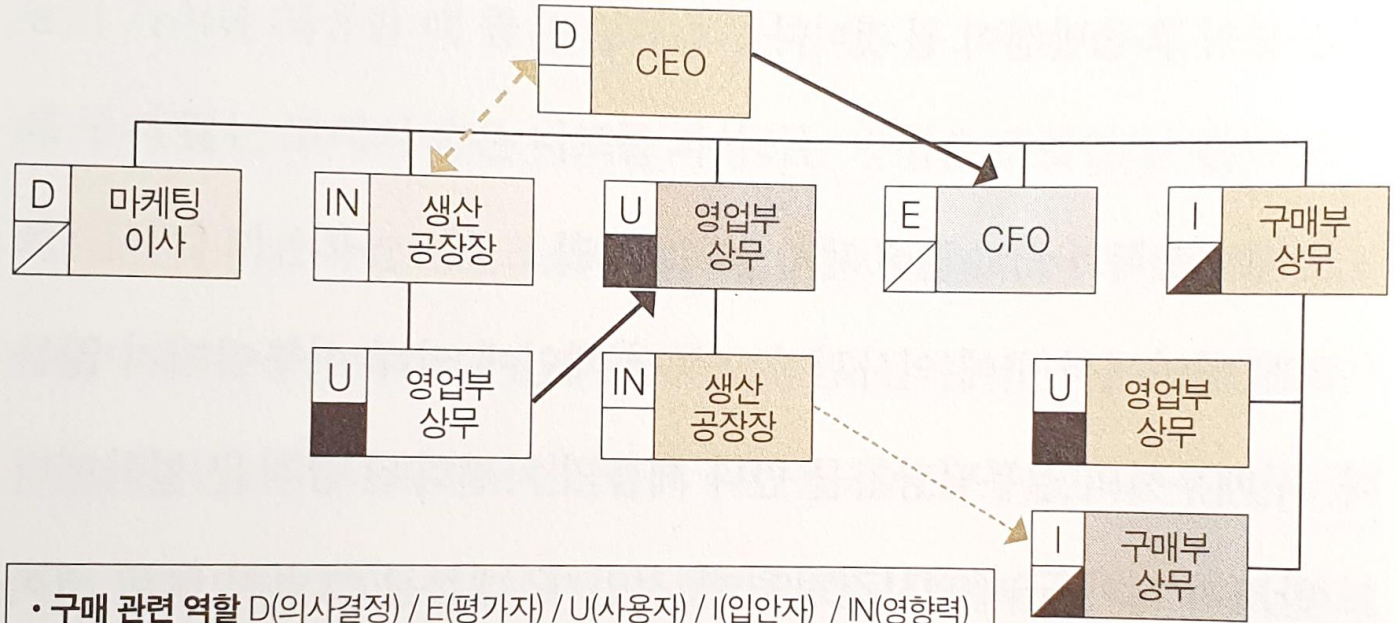 D
CEO
D
마케팅
이사
IN
생산
공장장
U
영업부
상무
E
CFO
I
구매부
상무
U
영업부
상무
IN
생산
공장장
U
영업부
상무
I
구매부
상무
• 구매 관련 역할 D(의사결정) / E(평가자) / U(사용자) / I(입안자) / IN(영향력)